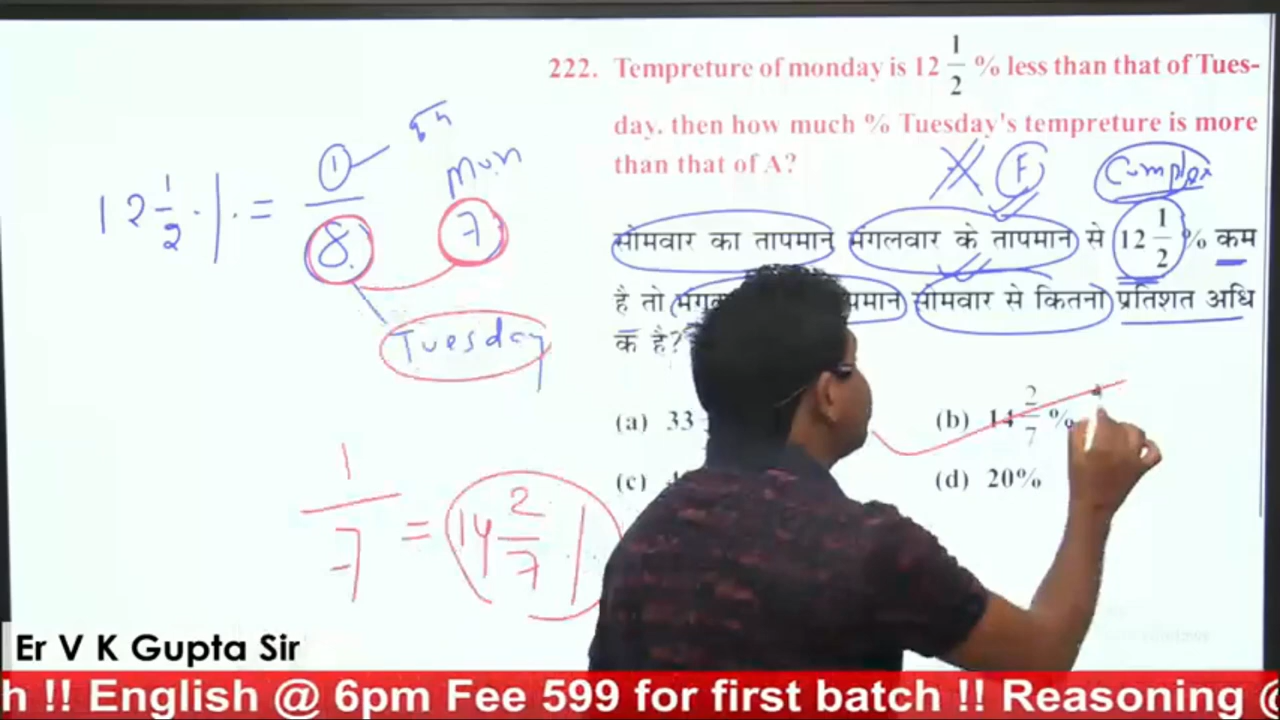 222. Tempreture of monday is 12 1/2 % less than that of Tues-
day. then how much % Tuesday's tempreture is more
than that of A?
सोमवार का तापमान मंगलवार के तापमान से 12 1/2 % कम
है तो पमान सोमवार से कितना प्रतिशत अधि
क है?
(a) 33
(b) 14 2/7 %
(c)
(d) 20%
12 1/2 % = 1/8
7
Mon
Tuesday
F
Complex
1/7 = 14 2/7 %
Er V K Gupta Sir
h !! English @ 6pm Fee 599 for first batch !! Reasoning @